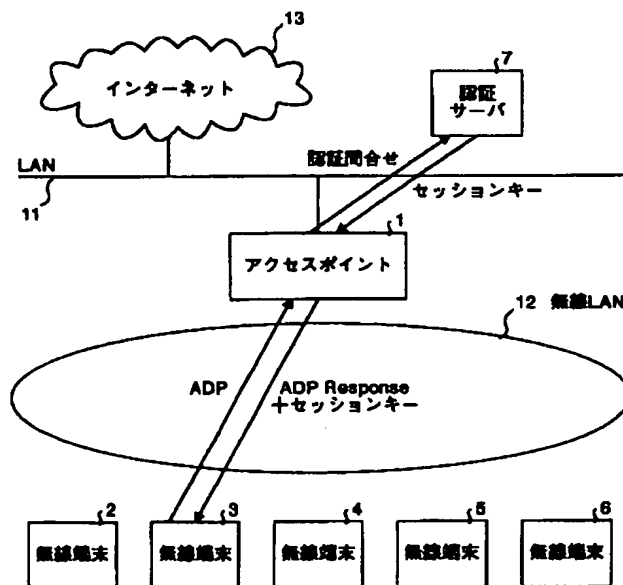 13
インターネット
7
認証
サーバ
LAN
認証問合せ
11
セッションキー
1
アクセスポイント
12 無線LAN
ADP
ADP Response
+セッションキー
2
3
4
5
6
無線端末
無線端末
無線端末
無線端末
無線端末